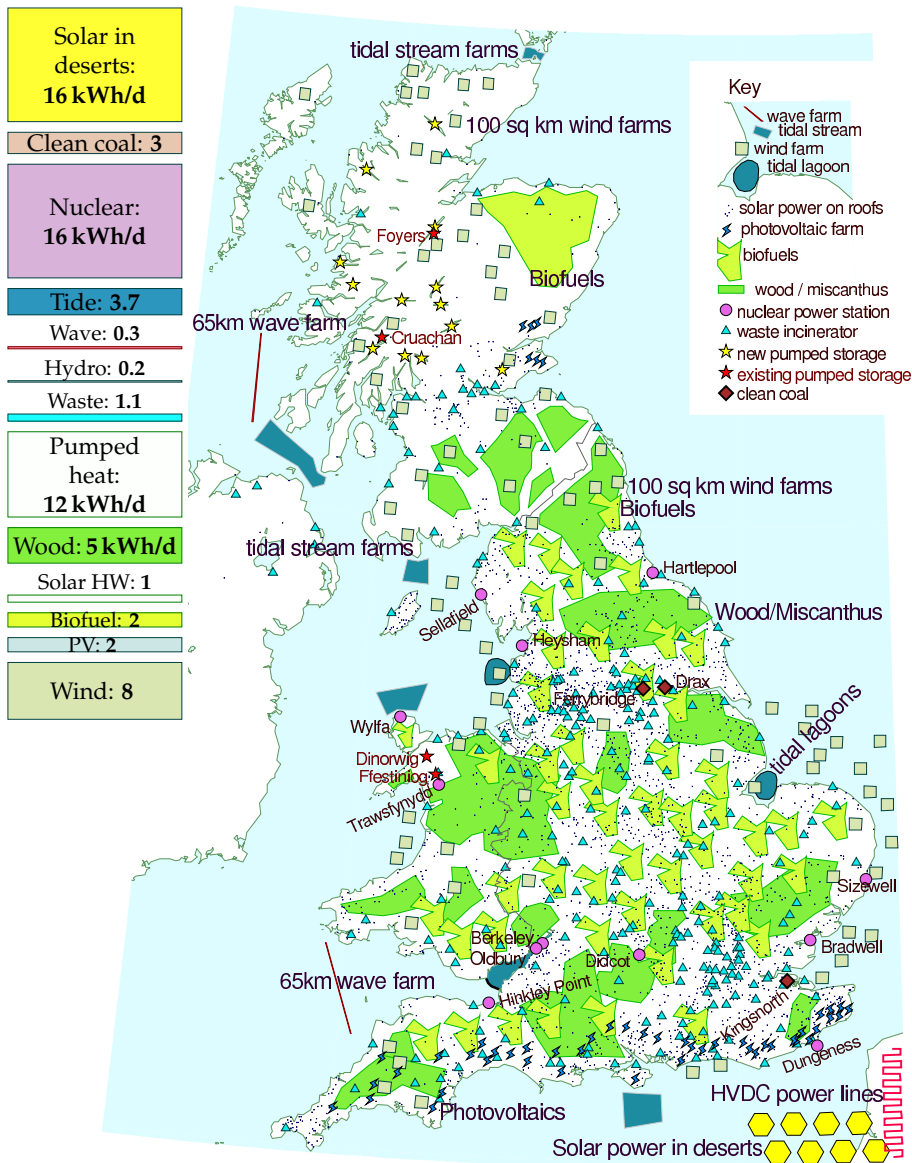 Solar in
deserts:
16 kWh/d
Clean coal: 3
Nuclear:
16 kWh/d
Tide: 3.7
Wave: 0.3
Hydro: 0.2
Waste: 1.1
Pumped
heat:
12 kWh/d
Wood: 5 kWh/d
Solar HW: 1
Biofuel: 2
PV: 2
Wind: 8
tidal stream farms
100 sq km wind farms
Foyers
Biofuels
65km wave farm
Cruachan
Key
wave farm
tidal stream
wind farm
tidal lagoon
solar power on roofs
photovoltaic farm
biofuels
wood / miscanthus
nuclear power station
waste incinerator
new pumped storage
existing pumped storage
clean coal
100 sq km wind farms
Biofuels
tidal stream farms
Hartlepool
Sellafield
Wood/Miscanthus
Heysham
Drax
Ferrybridge
Wylfa
tidal lagoons
Dinorwig
Ffestiniog
Trawsfynydd
Sizewell
Berkeley
Oldbury
Didcot
Bradwell
65km wave farm
Hinkley Point
Kingsnorth
Dungeness
HVDC power lines
Photovoltaics
Solar power in deserts